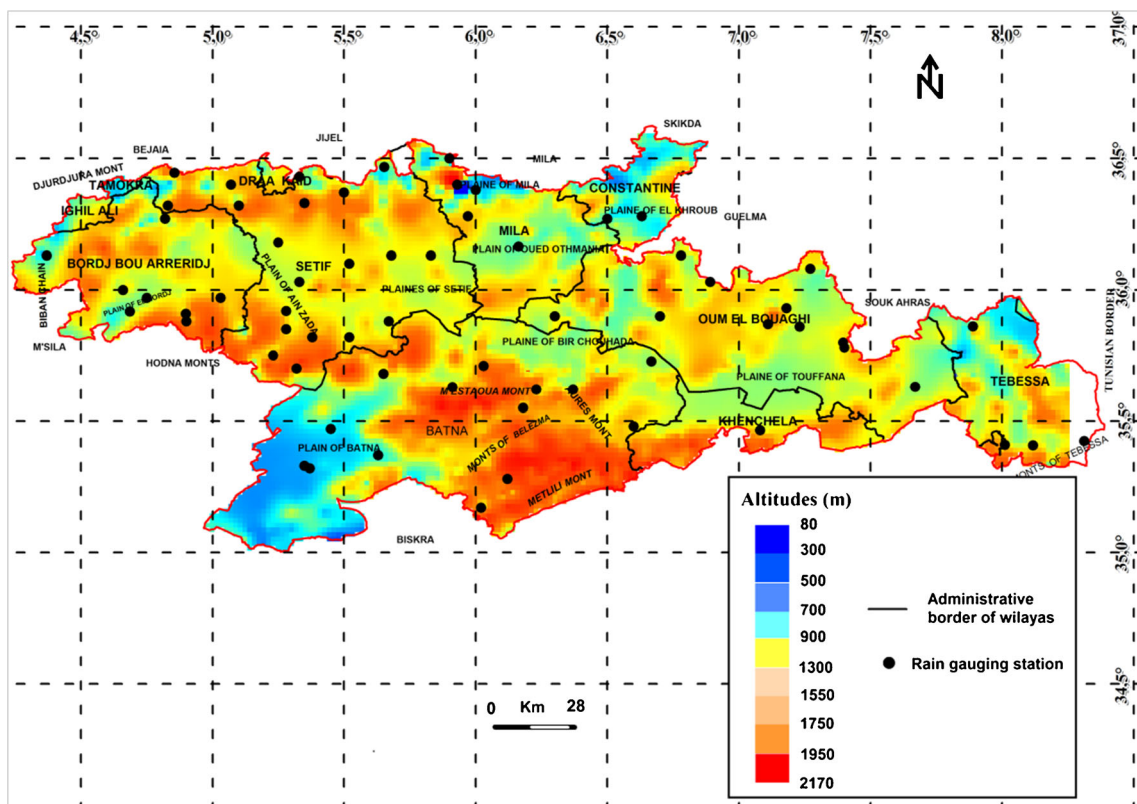 4.5° 5.0° 5.5° 6.0° 6.5° 7.0° 7.5° 8.0° 37.0°
N
SKIKDA
JIJEL
BEJAIA
MILA
36.5°
DJURDJURA MONT
TAMOKRA
DRAA KAID
PLAINE OF MILA
CONSTANTINE
IGHIL ALI
PLAINE OF EL KHROUB
GUELMA
MILA
PLAIN OF OUED OTHMANIA
BORDJ BOU ARRERIDJ
SETIF
PLAIN OF AIN ZADA
PLAINES OF SETIF
36.0°
BIBAN CHAIN
PLAIN OF EL BORDJ
SOUK AHRAS
OUM EL BOUAGHI
TUNISIAN BORDER
M'SILA
HODNA MONTS
PLAINE OF BIR CHOUHADA
PLAINE OF TOUFFANA
TEBESSA
M'ESTAOUA MONT
AURES MONT
35.5°
KHENCHELA
BATNA
MONTS OF BELEZMA
PLAIN OF BATNA
MONTS OF TEBESSA
METLILI MONT
BISKRA
35.0°
34.5°
Altitudes (m)
80
300
500
700
900
1300
1550
1750
1950
2170
Administrative
border of wilayas
Rain gauging station
0 Km 28